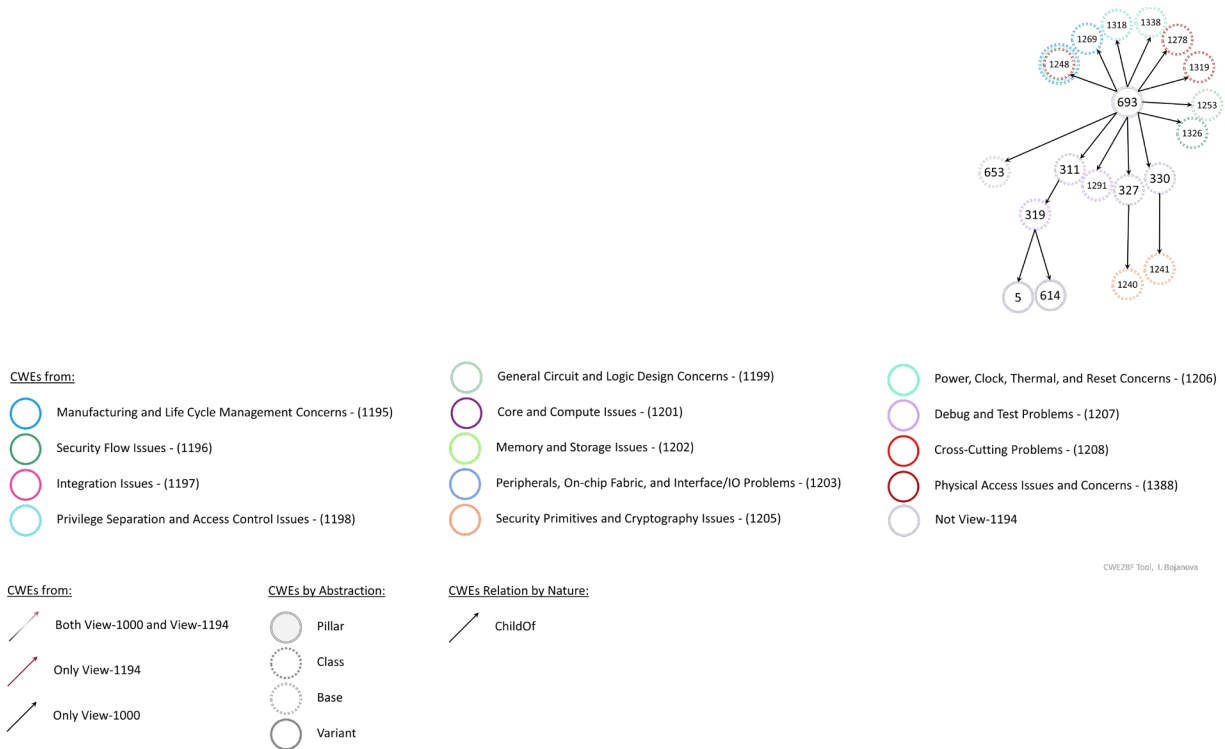 1338
1318
1269
1278
1248
1319
693
1253
1326
653
311
1291
327
330
319
1241
1240
5
614
CWEs from:
Manufacturing and Life Cycle Management Concerns - (1195)
Security Flow Issues - (1196)
Integration Issues - (1197)
Privilege Separation and Access Control Issues - (1198)
General Circuit and Logic Design Concerns - (1199)
Core and Compute Issues - (1201)
Memory and Storage Issues - (1202)
Peripherals, On-chip Fabric, and Interface/IO Problems - (1203)
Security Primitives and Cryptography Issues - (1205)
Power, Clock, Thermal, and Reset Concerns - (1206)
Debug and Test Problems - (1207)
Cross-Cutting Problems - (1208)
Physical Access Issues and Concerns - (1388)
Not View-1194
CWE2BF Tool, I. Bojanova
CWEs from:
Both View-1000 and View-1194
Only View-1194
Only View-1000
CWEs by Abstraction:
Pillar
Class
Base
Variant
CWEs Relation by Nature:
ChildOf